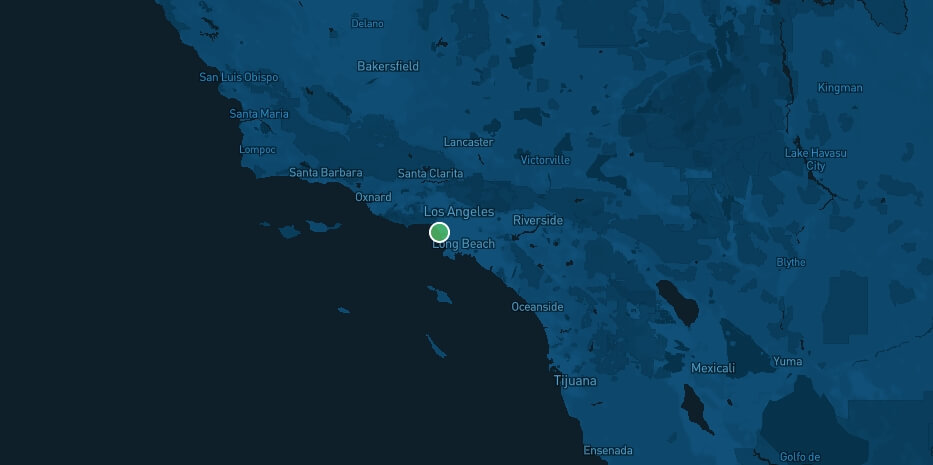 Delano
Bakersfield
San Luis Obispo
Kingman
Santa Maria
Lancaster
Lompoc
Victorville
Lake Havasu
City
Santa Barbara
Santa Clarita
Oxnard
Los Angeles
Riverside
Long Beach
Blythe
Oceanside
Yuma
Mexicali
Tijuana
Ensenada
Golfo de